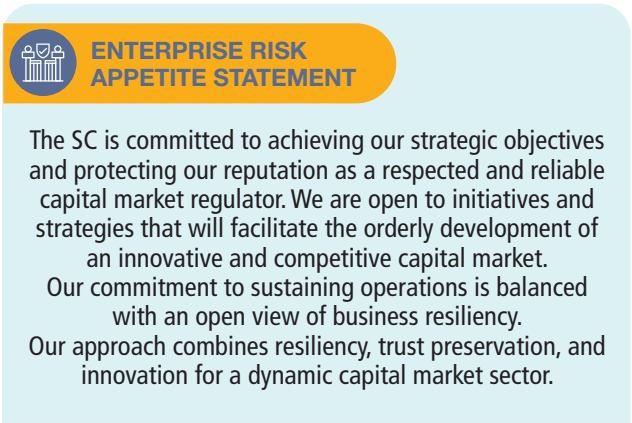 ENTERPRISE RISK
APPETITE STATEMENT
The SC is committed to achieving our strategic objectives
and protecting our reputation as a respected and reliable
capital market regulator. We are open to initiatives and
strategies that will facilitate the orderly development of
an innovative and competitive capital market.
Our commitment to sustaining operations is balanced
with an open view of business resiliency.
Our approach combines resiliency, trust preservation, and
innovation for a dynamic capital market sector.